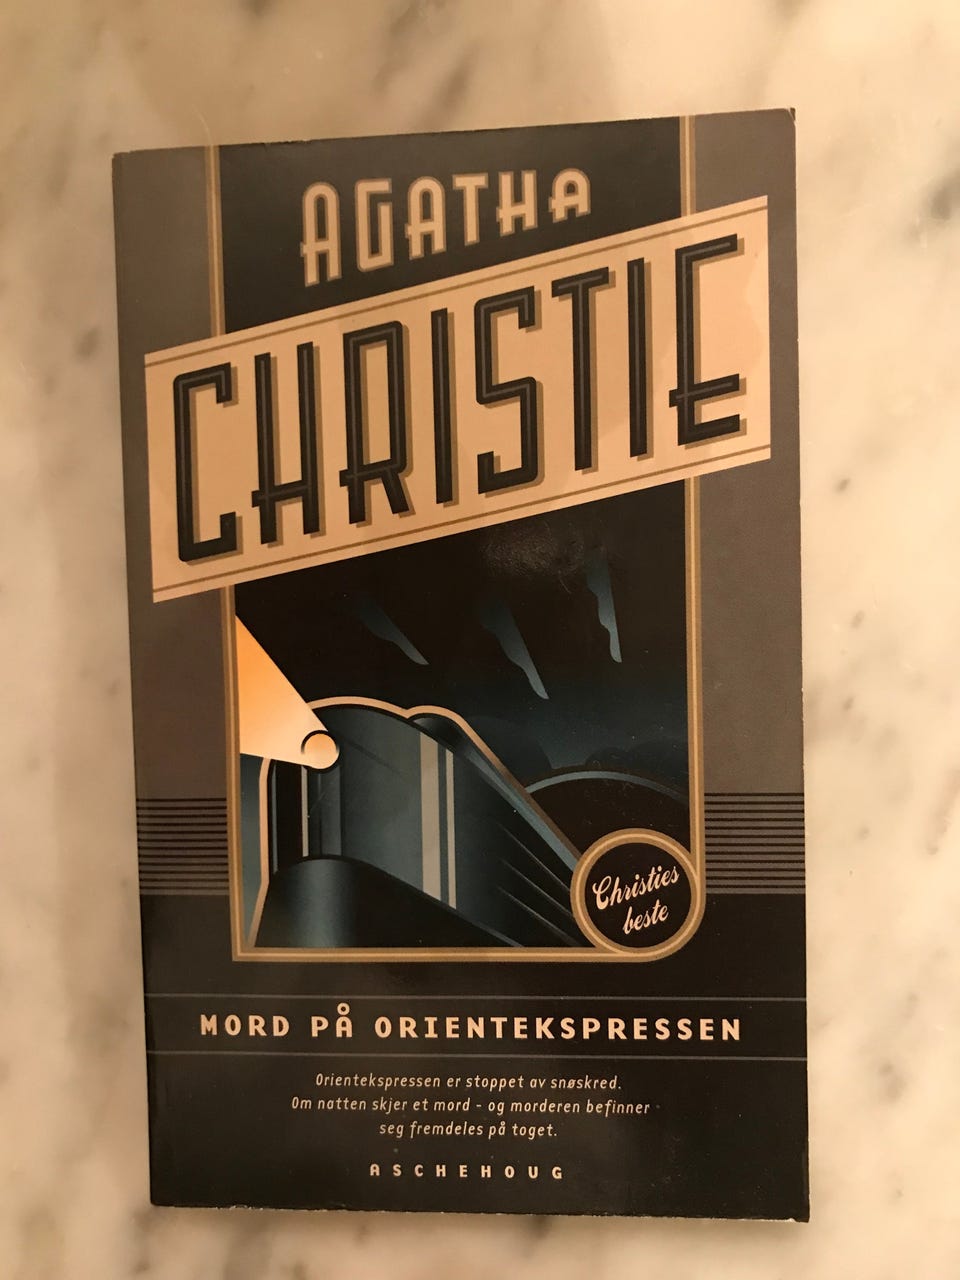 AGATHA
CHRISTIE
Christies
beste
MORD PÅ ORIENTEKSPRESSEN
Orientekspressen er stoppet av snøskred.
Om natten skjer et mord - og morderen befinner
seg fremdeles på toget.
ASCHEHOUG